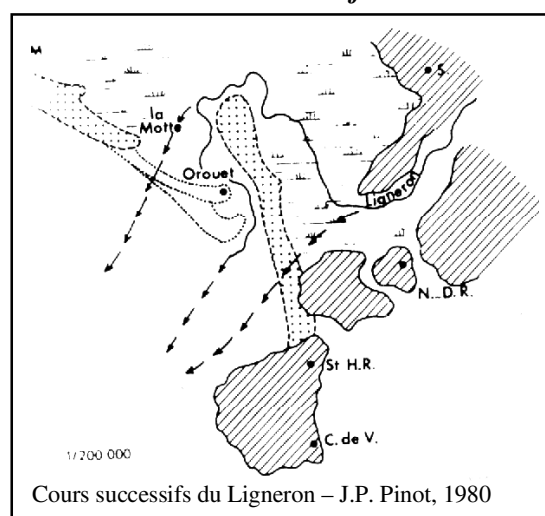 M
S.
la
Motte
Orouet
Ligneron
N.D.R.
St H.R.
C. de V.
1/200 000
Cours successifs du Ligneron – J.P. Pinot, 1980